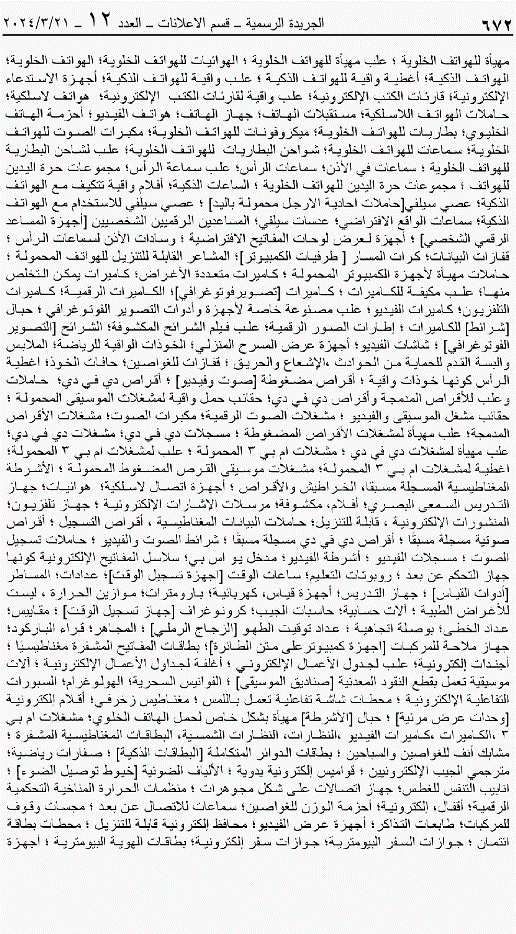 ٦٧٢ الجريدة الرسمية – قسم الاعلانات – العدد ١٢ – ٢٠٢٤/٣/٢١
مهيأة للهواتف الخلوية ؛ علب مهيأة للهواتف الخلوية ؛ الهوائيات للهواتف الخلوية؛ الهواتف الخلوية؛
الهواتف الذكية؛ أغطية واقية للهواتف الذكية ؛ علب واقية للهواتف الذكية؛ أجهزة الاستدعاء
الإلكترونية؛ قارئات الكتب الإلكترونية؛ علب واقية لقارئات الكتب الإلكترونية؛ هواتف لاسلكية؛
حاملات الهواتف اللاسلكية؛ مستقبلات الهاتف؛ جهاز الهاتف؛ هواتف الفيديو؛ أحزمة الهاتف
الخليوي؛ بطاريات للهواتف الخلوية؛ ميكروفونات للهواتف الخلوية؛ مكبرات الصوت للهواتف
الخلوية؛ سماعات للهواتف الخلوية؛ شواحن البطاريات للهواتف الخلوية؛ علب لشاحن البطارية
للهواتف الخلوية ؛ سماعات في الأذن؛ سماعات الرأس؛ علب سماعة الرأس؛ مجموعات حرة اليدين
للهواتف ؛ مجموعات حرة اليدين للهواتف الخلوية ؛ الساعات الذكية؛ أفلام واقية تتكيف مع الهواتف
الذكية؛ عصي سيلفي[حاملات احادية الارجل محمولة باليد] ؛ عصي سيلفي للاستخدام مع الهواتف
الذكية؛ سماعات الواقع الافتراضي؛ عدسات سيلفي؛ المساعدين الرقميين الشخصيين [أجهزة المساعد
الرقمي الشخصي] ؛ أجهزة لعرض لوحات المفاتيح الافتراضية ؛ وسادات الأذن لسماعات الرأس ؛
قفازات البيانات؛ كرات المسار [ طرفيات الكمبيوتر]؛ المشاعر القابلة للتنزيل للهواتف المحمولة ؛
حاملات مهيأة لأجهزة الكمبيوتر المحمولة ؛ كاميرات متعددة الأغراض؛ كاميرات يمكن التخلص
منها؛ علب مكيفة للكاميرات ؛ كاميرات [تصويرفوتوغرافي]؛ الكاميرات الرقمية؛ كاميرات
التلفزيون؛ كاميرات الفيديو؛ علب مصنوعة خاصة لأجهزة وأدوات التصوير الفوتوغرافي ؛ حبال
[شرائط] للكاميرات ؛ إطارات الصور الرقمية؛ علب فيلم الشرائح المكشوفة؛ الشرائح [التصوير
الفوتوغرافي] ؛ شاشات الفيديو؛ أجهزة عرض المسرح المنزلي؛ الخوذات الواقية للرياضة؛ الملابس
والبسة القدم للحماية من الحوادث ،الإشعاع والحريق ؛ قفازات للغواصين؛ حافات الخوذ؛ اغطية
الرأس كونها خوذات واقية ؛ أقراص مضغوطة [صوت وفيديو] ؛ أقراص دي في دي؛ حاملات
وعلب للأقراص المدمجة وأقراص دي في دي؛ حقائب حمل واقية لمشغلات الموسيقى المحمولة ؛
حقائب مشغل الموسيقى والفيديو ؛ مشغلات الصوت الرقمية؛ مكبرات الصوت؛ مشغلات الأقراص
المدمجة؛ علب مهيأة لمشغلات الأقراص المضغوطة ؛ مسجلات دي في دي؛ مشغلات دي في دي؛
علب مهيأة لمشغلات دي في دي ؛ مشغلات ام بي ٣ المحمولة ؛ علب لمشغلات ام بي ٣ المحمولة؛
اغطية لمشغلات ام بي ٣ المحمولة؛ مشغلات موسيقى القرص المضغوط المحمولة ؛ الأشرطة
المغناطيسية المسجلة مسبقا، الخراطيش والأقراص ؛ أجهزة اتصال لاسلكية؛ هوائيات؛ جهاز
التدريس السمعي البصري؛ أفلام، مكشوفة؛ مرسلات الإشارات الإلكترونية ؛ جهاز تلفزيون؛
المنشورات الإلكترونية ، قابلة للتنزيل؛ حاملات البيانات المغناطيسية ، أقراص التسجيل ؛ أقراص
صوتية مسجلة مسبقًا ؛ أقراص دي في دي مسجلة مسبقًا ؛ شرائط الصوت والفيديو ؛ حاملات تسجيل
الصوت ؛ مسجلات الفيديو ؛ أشرطة الفيديو؛ مدخل يو اس بي؛ سلاسل المفاتيح الإلكترونية كونها
جهاز التحكم عن بعد ؛ روبوتات التعليم؛ ساعات الوقت [اجهزة تسجيل الوقت]؛ عدادات؛ المساطر
[أدوات القياس] ؛ جهاز التدريس؛ أجهزة قياس، كهربائية؛ بارومترات؛ موازين الحرارة ، ليست
للأغراض الطبية ؛ آلات حسابية؛ حاسبات الجيب؛ كرونوغراف [جهاز تسجيل الوقت] ؛ مقاييس؛
عداد الخطى؛ بوصلة اتجاهية ؛ عداد توقيت الطهو [الزجاج الرملي] ؛ المجاهر؛ قراء الباركود؛
جهاز ملاحة للمركبات [اجهزة كمبيوترعلى متن الطائرة]؛ بطاقات المفاتيح المشفرة مغناطيسيًا ؛
أجندات إلكترونية؛ علب لجدول الأعمال الإلكتروني ؛ أغلفة لجداول الأعمال الإلكترونية ؛ آلات
موسيقية تعمل بقطع النقود المعدنية [صناديق الموسيقى] ؛ الفوانيس السحرية؛ الهولوغرام؛ السبورات
التفاعلية الإلكترونية ؛ محطات شاشة تفاعلية تعمل باللمس ؛ مغناطيس زخرفي؛ أقلام إلكترونية
[وحدات عرض مرئية] ؛ حبال [الأشرطة] مهيأة بشكل خاص لحمل الهاتف الخلوي؛ مشغلات ام بي
٣ ،الكاميرات ،كاميرات الفيديو ،النظارات، النظارات الشمسية، البطاقات المغناطيسية المشفرة ؛
مشابك أنف للغواصين والسباحين ؛ بطاقات الدوائر المتكاملة [البطاقات الذكية] ؛ صفارات رياضية؛
مترجمي الجيب الإلكترونيين ؛ قواميس إلكترونية يدوية ؛ الألياف الضوئية [خيوط توصيل الضوء] ؛
انابيب التنفس للغطس؛ جهاز اتصالات على شكل مجوهرات ؛ منظمات الحرارة المناخية التحكمية
الرقمية؛ أقفال، إلكترونية؛ أحزمة الوزن للغواصين؛ سماعات للاتصال عن بعد ؛ مجسات وقوف
للمركبات؛ طابعات التذاكر؛ أجهزة عرض الفيديو؛ محافظ إلكترونية قابلة للتنزيل ؛ محطات بطاقة
ائتمان ؛ جوازات السفر البيومترية؛ جوازات سفر إلكترونية؛ بطاقات الهوية البيومترية ؛ أجهزة